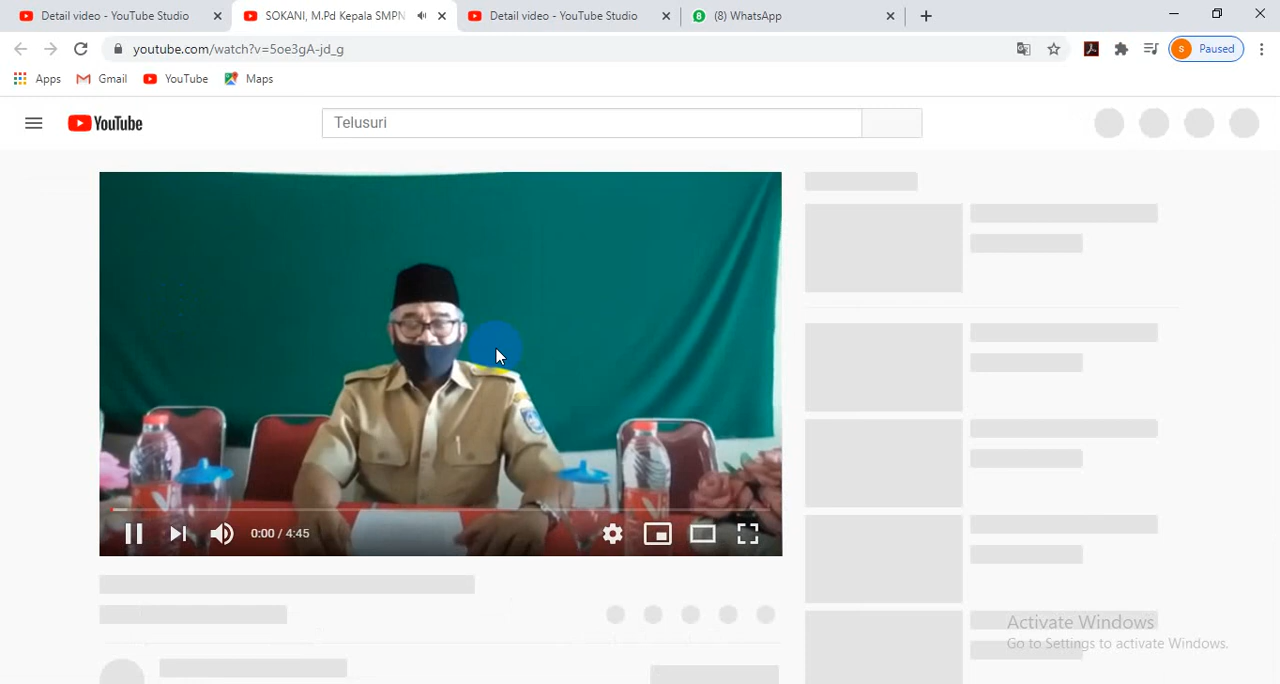 Detail video - YouTube Studio
SOKANI, M.Pd Kepala SMPN
Detail video - YouTube Studio
8 (8) WhatsApp
youtube.com/watch?v=5oe3gA-jd_g
S Paused
Apps
Gmail
YouTube
Maps
YouTube
Telusuri
0:00 / 4:45
Activate Windows
Go to Settings to activate Windows.